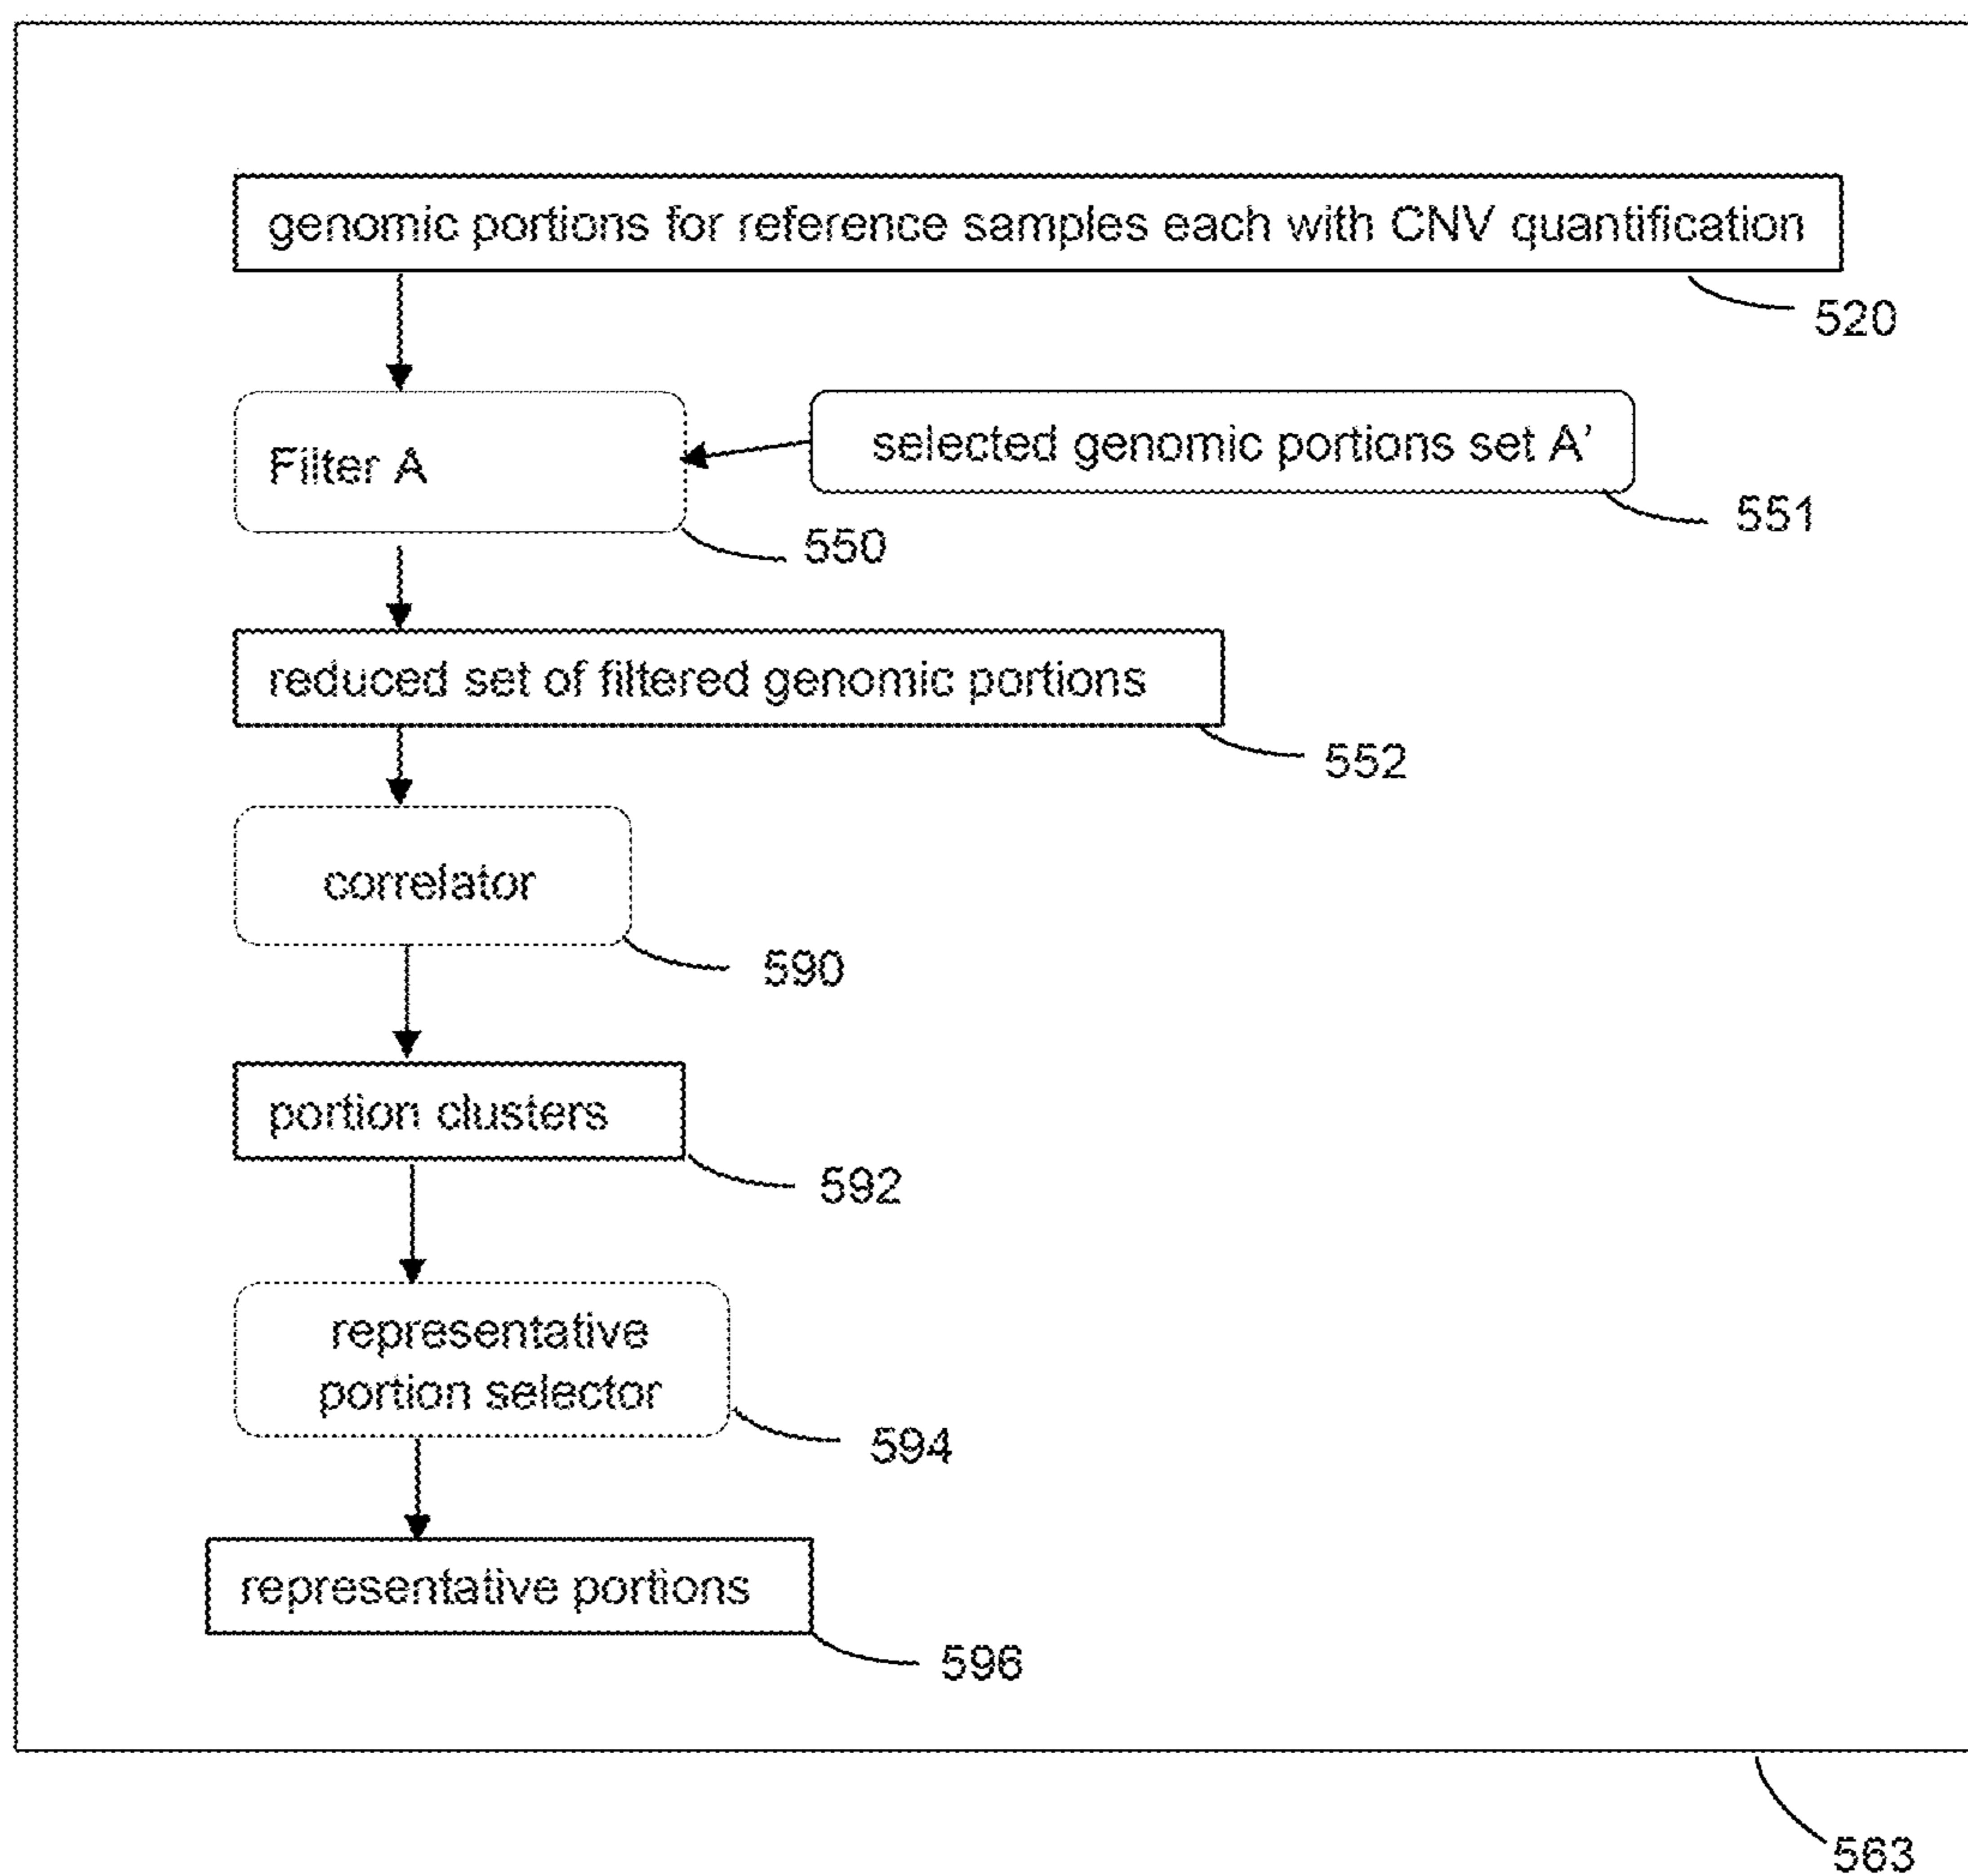 genomic portions for reference samples each with CNV quantification
520
Filter A
selected genomic portions set A'
551
550
reduced set of filtered genomic portions
552
correlator
590
portion clusters
592
representative
portion selector
594
representative portions
596
563